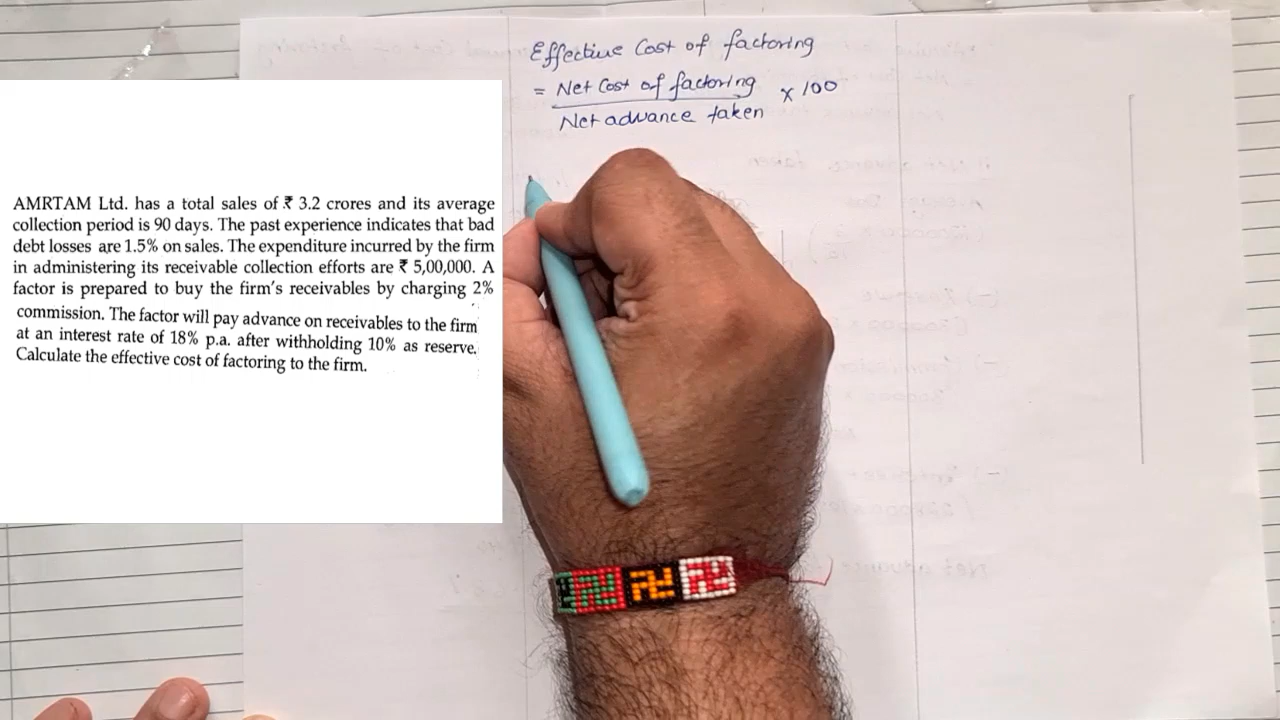 Effective Cost of factoring
= Net Cost of factoring × 100
Net advance taken
AMRTAM Ltd. has a total sales of ₹ 3.2 crores and its average
collection period is 90 days. The past experience indicates that bad
debt losses are 1.5% on sales. The expenditure incurred by the firm
in administering its receivable collection efforts are ₹ 5,00,000. A
factor is prepared to buy the firm's receivables by charging 2%
commission. The factor will pay advance on receivables to the firm
at an interest rate of 18% p.a. after withholding 10% as reserve.
Calculate the effective cost of factoring to the firm.